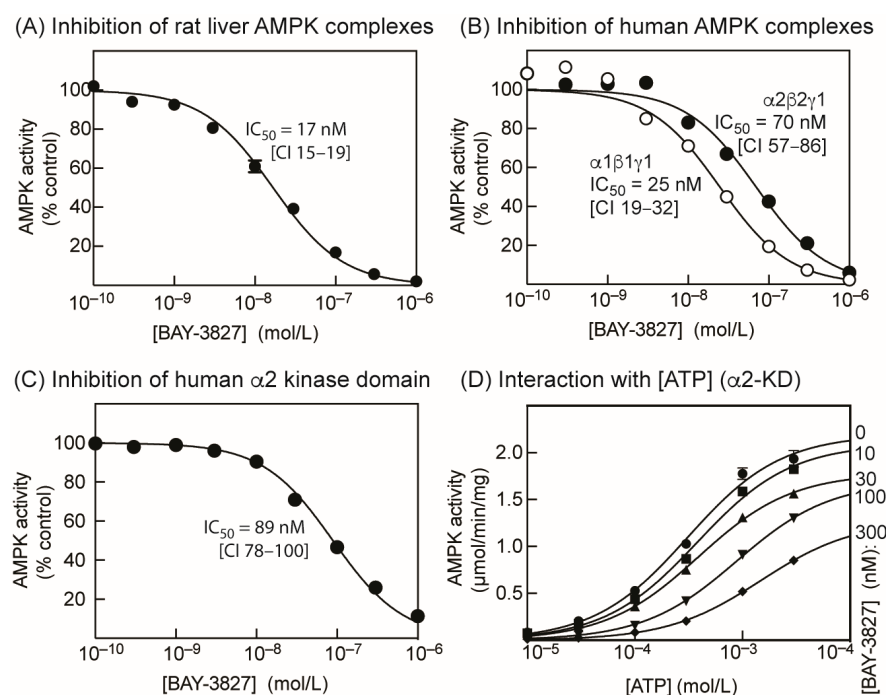 (A) Inhibition of rat liver AMPK complexes
AMPK activity
(% control)
100
80
60
40
20
IC₅₀ = 17 nM
[CI 15–19]
10⁻¹⁰ 10⁻⁹ 10⁻⁸ 10⁻⁷ 10⁻⁶
[BAY-3827] (mol/L)
(B) Inhibition of human AMPK complexes
AMPK activity
(% control)
100
80
60
40
20
α2β2γ1
IC₅₀ = 70 nM
[CI 57–86]
α1β1γ1
IC₅₀ = 25 nM
[CI 19–32]
10⁻¹⁰ 10⁻⁹ 10⁻⁸ 10⁻⁷ 10⁻⁶
[BAY-3827] (mol/L)
(C) Inhibition of human α2 kinase domain
AMPK activity
(% control)
100
80
60
40
20
IC₅₀ = 89 nM
[CI 78–100]
10⁻¹⁰ 10⁻⁹ 10⁻⁸ 10⁻⁷ 10⁻⁶
[BAY-3827] (mol/L)
(D) Interaction with [ATP] (α2-KD)
AMPK activity
(µmol/min/mg)
2.0
1.5
1.0
0.5
0
10
30
100
300
[BAY-3827] (nM):
10⁻⁵ 10⁻⁴ 10⁻³ 10⁻⁴
[ATP] (mol/L)